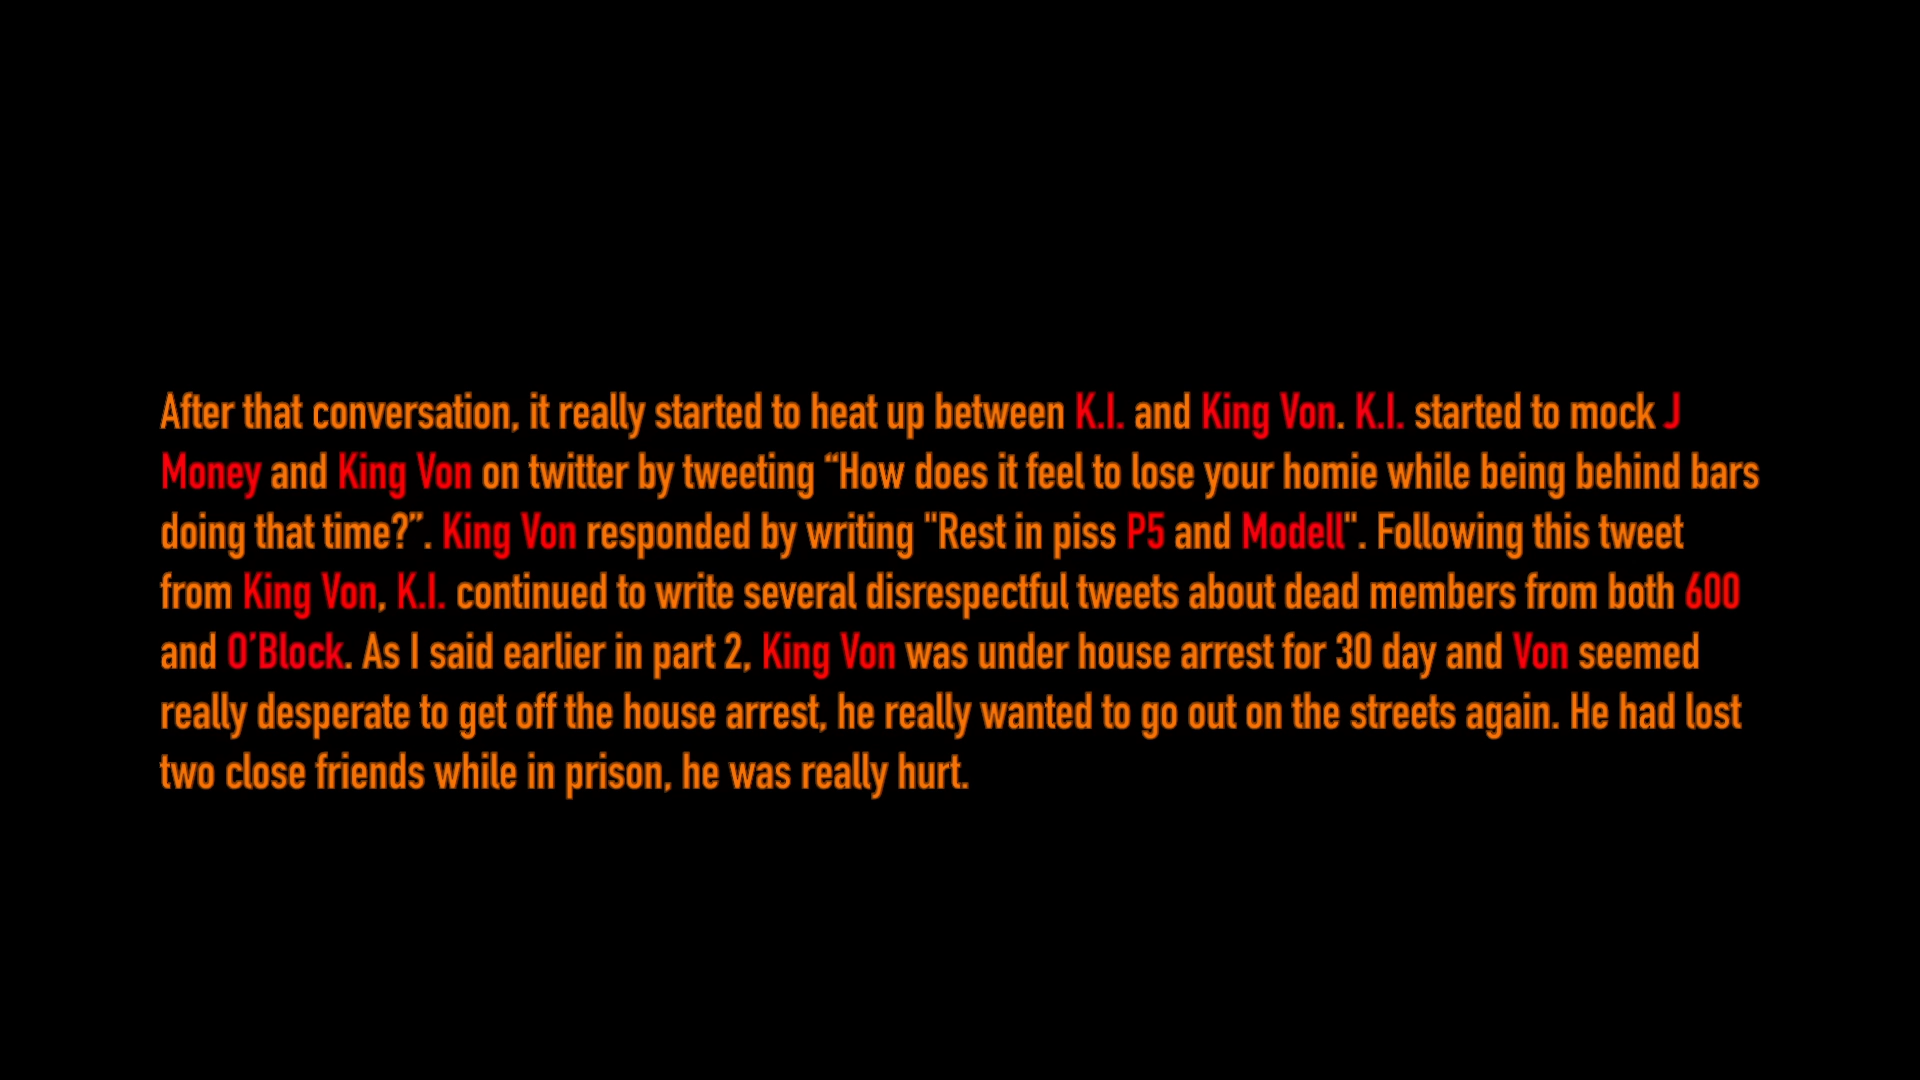 After that conversation, it really started to heat up between K.I. and King Von. K.I. started to mock J
Money and King Von on twitter by tweeting “How does it feel to lose your homie while being behind bars
doing that time?”. King Von responded by writing "Rest in piss P5 and Modell". Following this tweet
from King Von, K.I. continued to write several disrespectful tweets about dead members from both 600
and O'Block. As I said earlier in part 2, King Von was under house arrest for 30 day and Von seemed
really desperate to get off the house arrest, he really wanted to go out on the streets again. He had lost
two close friends while in prison, he was really hurt.